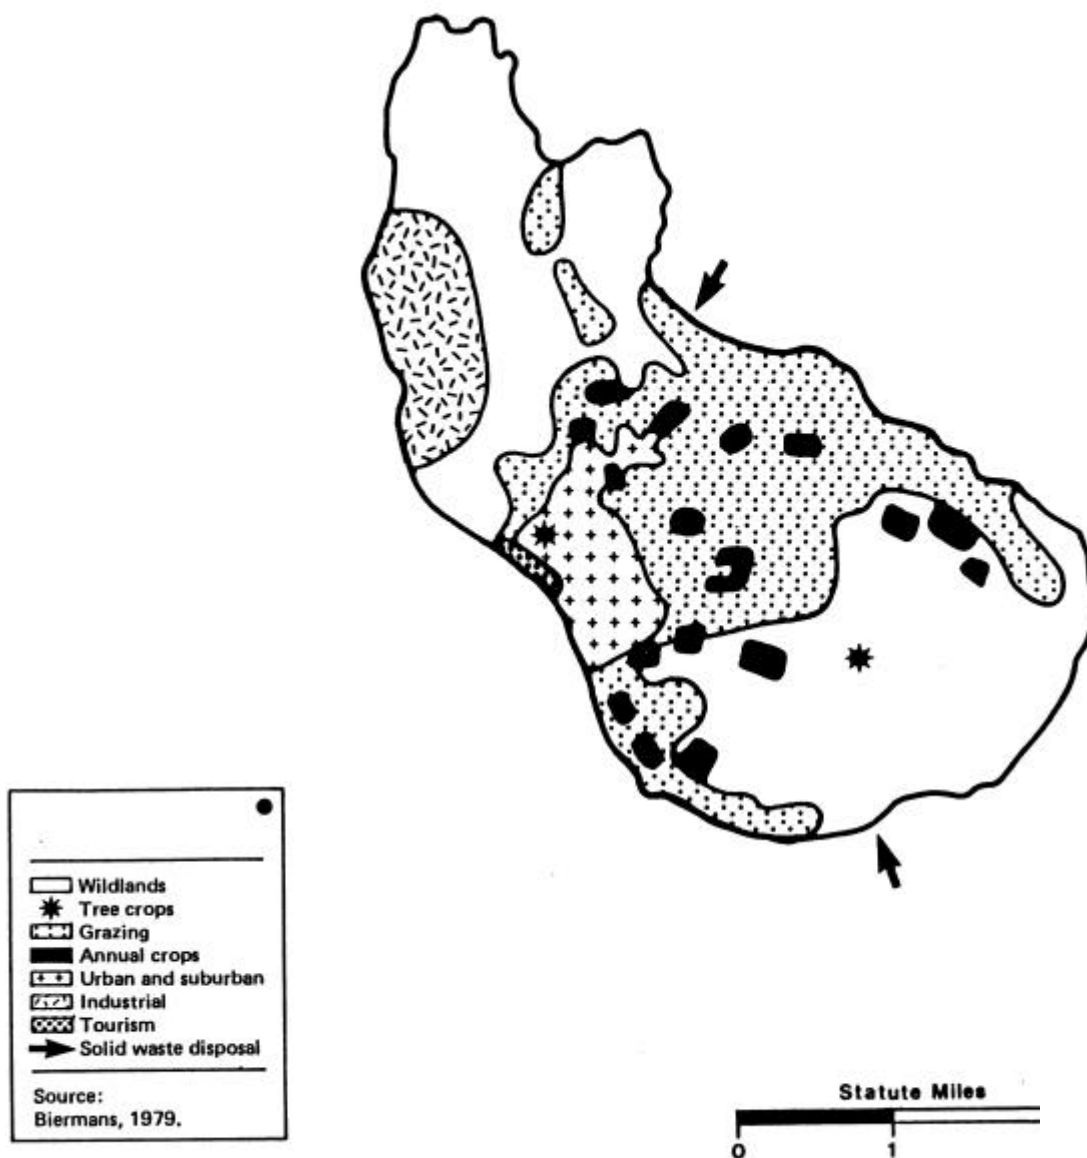 Wildlands
Tree crops
Grazing
Annual crops
Urban and suburban
Industrial
Tourism
Solid waste disposal
Source:
Biermans, 1979.
Statute Miles
0 1